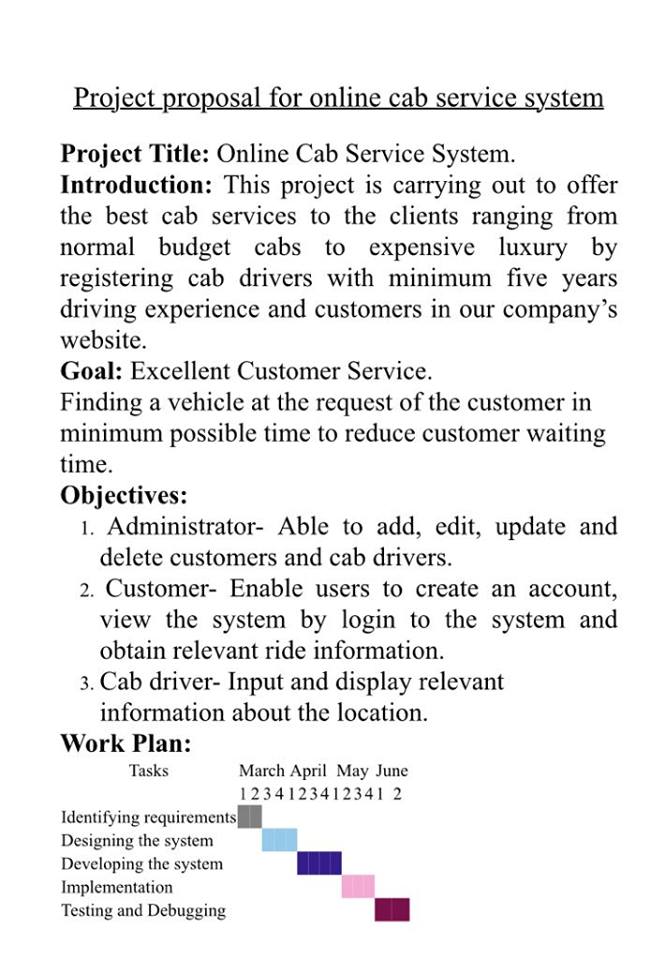 Project proposal for online cab service system
Project Title: Online Cab Service System.
Introduction: This project is carrying out to offer
the best cab services to the clients ranging from
normal budget cabs to expensive luxury by
registering cab drivers with minimum five years
driving experience and customers in our company’s
website.
Goal: Excellent Customer Service.
Finding a vehicle at the request of the customer in
minimum possible time to reduce customer waiting
time.
Objectives:
1. Administrator- Able to add, edit, update and
delete customers and cab drivers.
2. Customer- Enable users to create an account,
view the system by login to the system and
obtain relevant ride information.
3. Cab driver- Input and display relevant
information about the location.
Work Plan:
Tasks March April May June
1 2 3 4 1 2 3 4 1 2 3 4 1 2
Identifying requirements
Designing the system
Developing the system
Implementation
Testing and Debugging